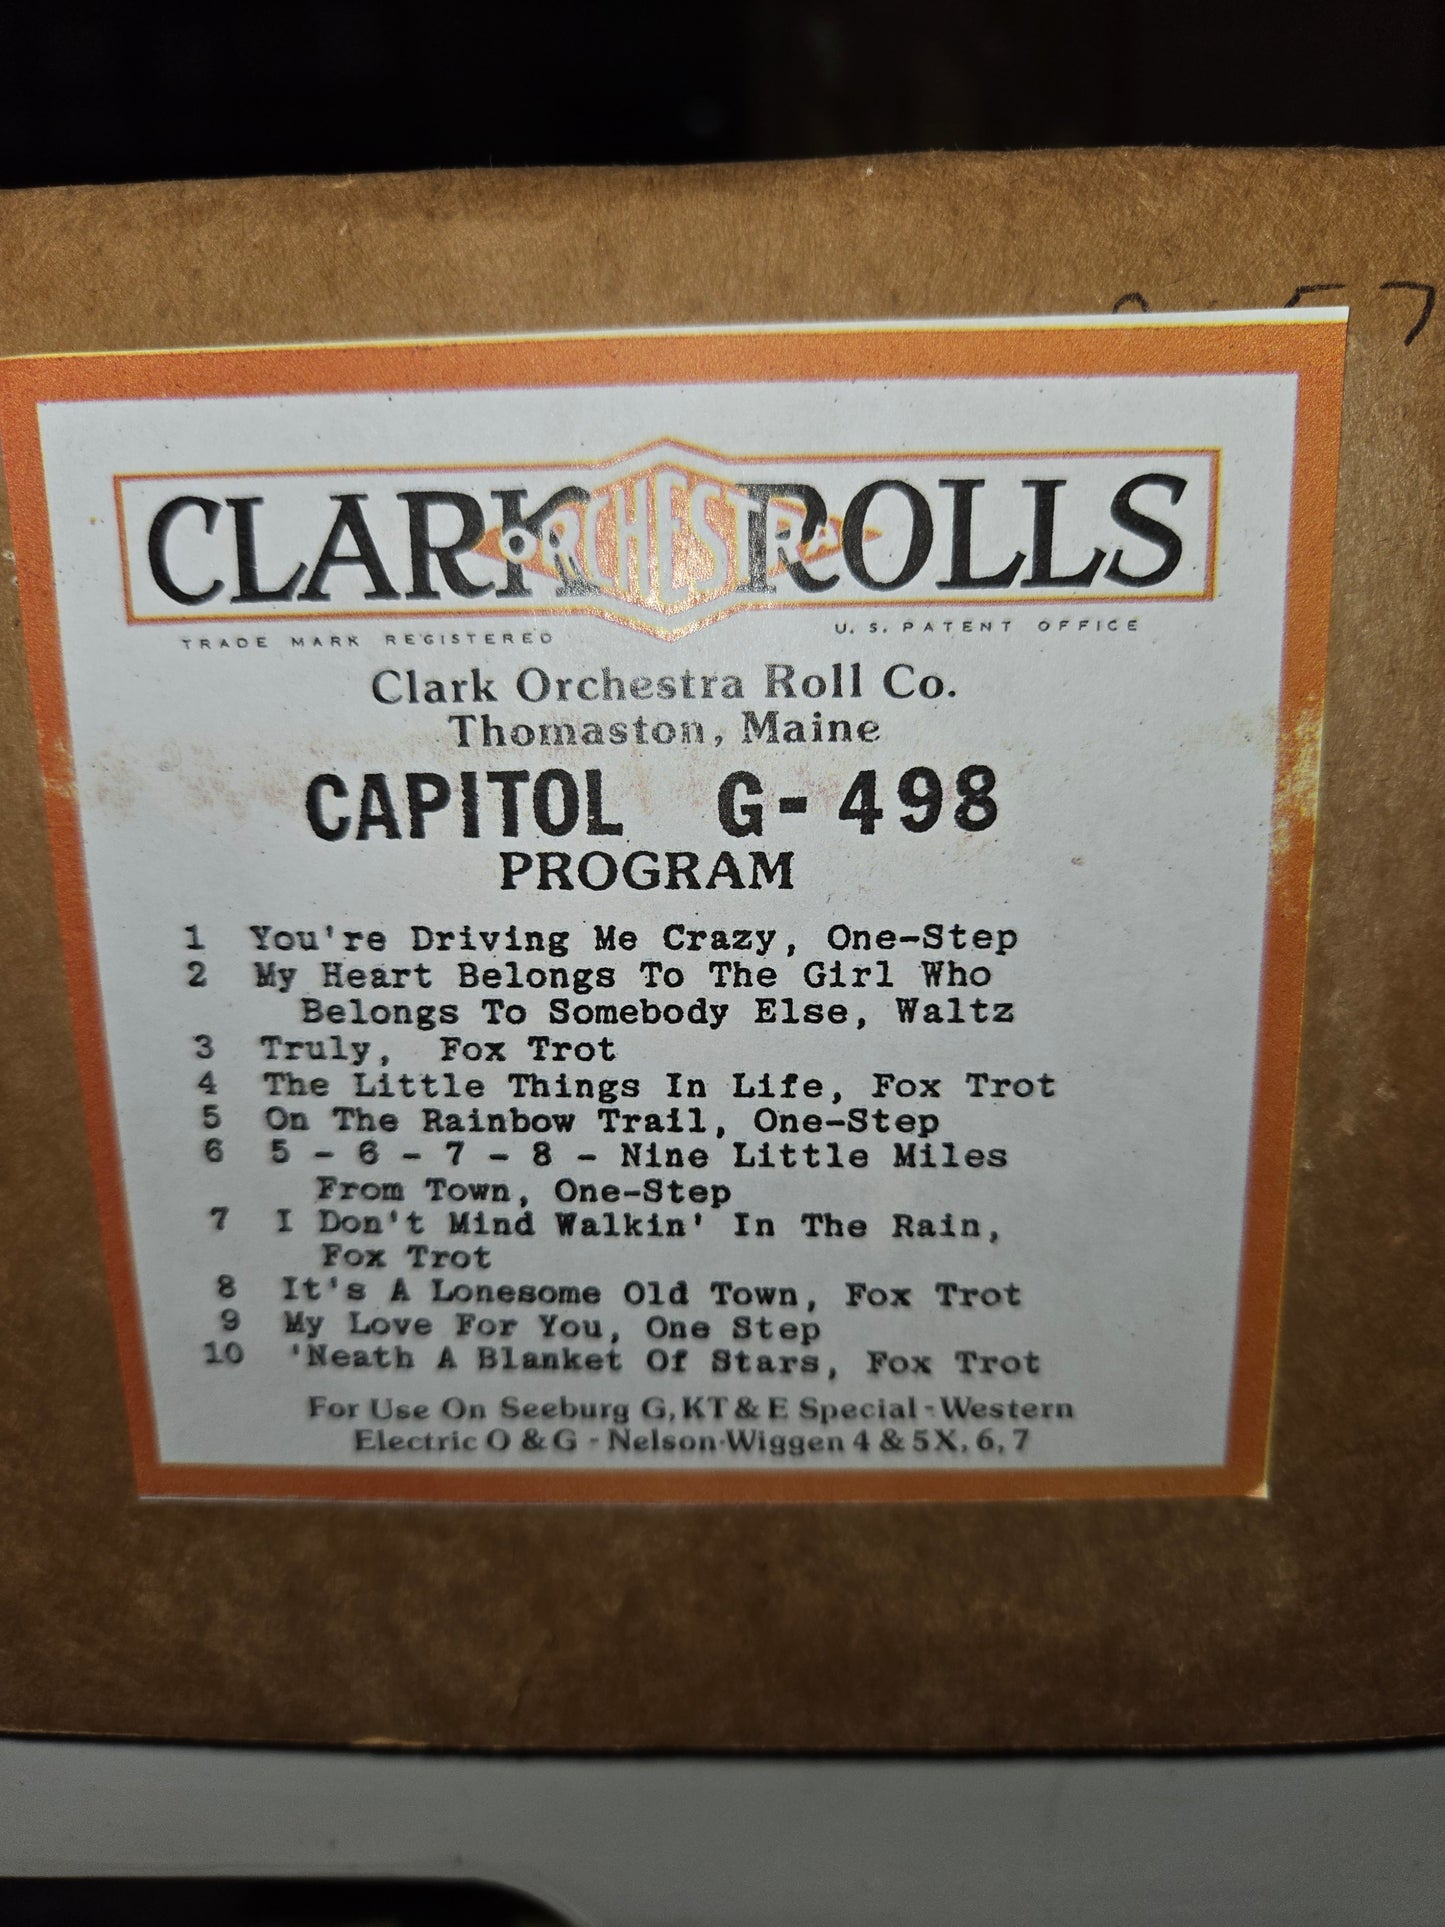 57
CLARK ORCHESTRA ROLLS
TRADE MARK REGISTERED U. S. PATENT OFFICE
Clark Orchestra Roll Co.
Thomaston, Maine
CAPITOL G-498
PROGRAM
1 You're Driving Me Crazy, One-Step
2 My Heart Belongs To The Girl Who
Belongs To Somebody Else, Waltz
3 Truly, Fox Trot
4 The Little Things In Life, Fox Trot
5 On The Rainbow Trail, One-Step
6 5 - 6 - 7 - 8 - Nine Little Miles
From Town, One-Step
7 I Don't Mind Walkin' In The Rain,
Fox Trot
8 It's A Lonesome Old Town, Fox Trot
9 My Love For You, One Step
10 'Neath A Blanket Of Stars, Fox Trot
For Use On Seeburg G, KT & E Special - Western
Electric O & G - Nelson-Wiggen 4 & 5X, 6, 7